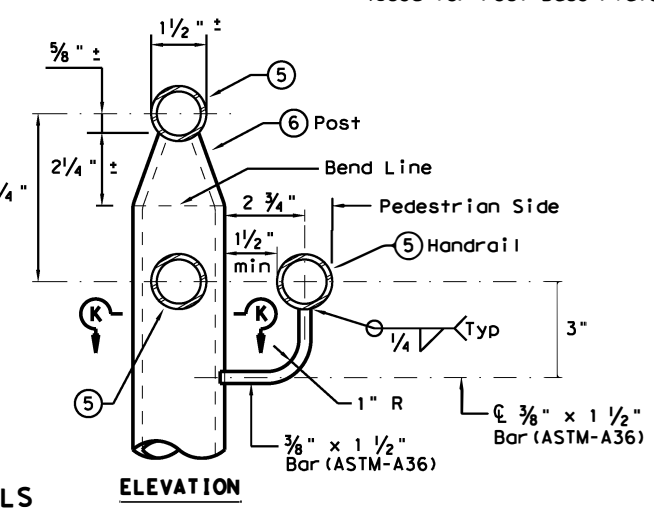 1½" ±
⅝" ±
5
6 Post
2¼" ±
Bend Line
2 ¾"
Pedestrian Side
1½"
min
5 Handrail
K
K
¼
Typ
3"
5
1" R
⅜" x 1 ½"
Bar (ASTM-A36)
℄ ⅜" x 1 ½"
Bar (ASTM-A36)
ELEVATION
LS